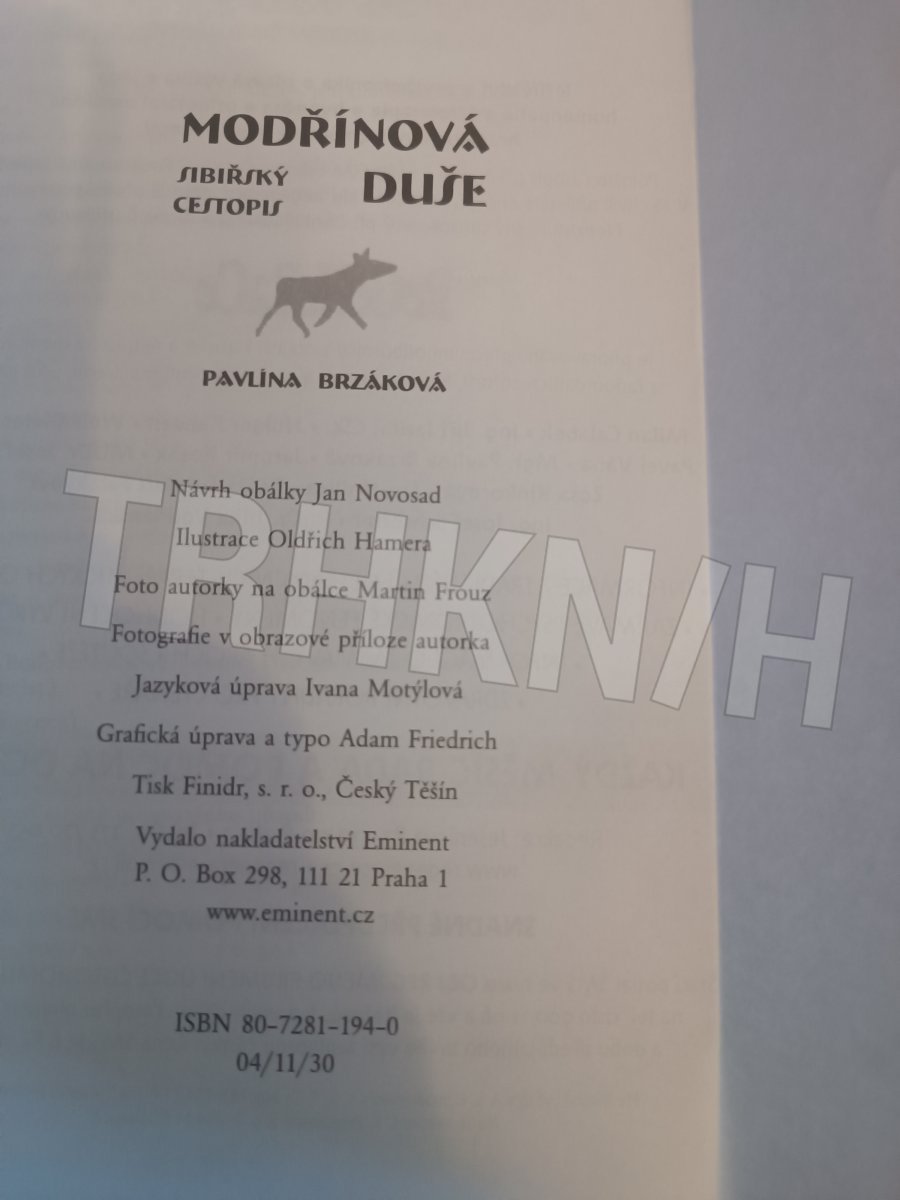 MODŘÍNOVÁ
SIBIŘSKÝ DUŠE
CESTOPIS
PAVLÍNA BRZÁKOVÁ
Návrh obálky Jan Novosad
Ilustrace Oldřich Hamera
Foto autorky na obálce Martin Frouz
Fotografie v obrazové příloze autorka
Jazyková úprava Ivana Motýlová
Grafická úprava a typo Adam Friedrich
Tisk Finidr, s. r. o., Český Těšín
Vydalo nakladatelství Eminent
P. O. Box 298, 111 21 Praha 1
www.eminent.cz
ISBN 80-7281-194-0
04/11/30
TRHKNI/H